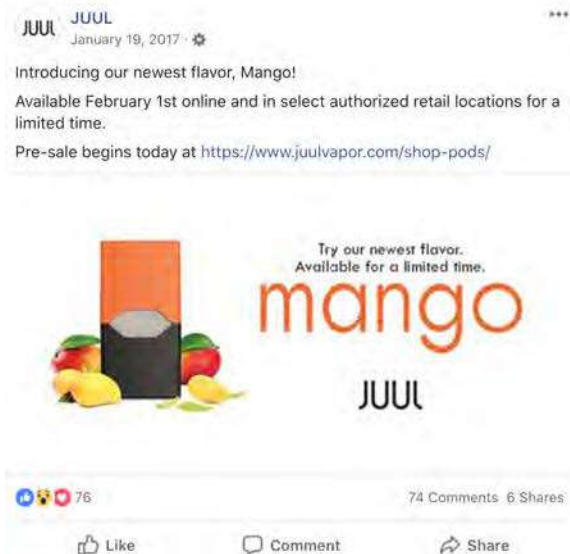 JUUL
JUUL
January 19, 2017 ·
Introducing our newest flavor, Mango!
Available February 1st online and in select authorized retail locations for a
limited time.
Pre-sale begins today at https://www.juulvapor.com/shop-pods/
Try our newest flavor.
Available for a limited time.
mango
JUUL
76
74 Comments 6 Shares
Like Comment Share